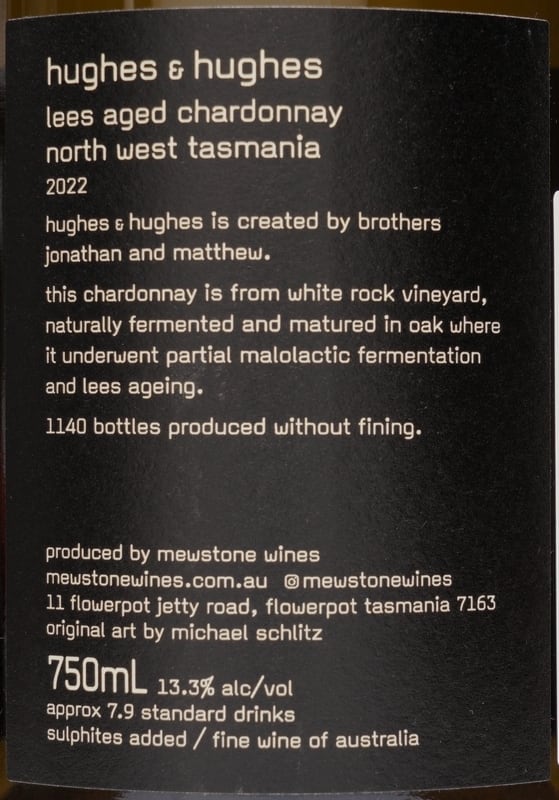 hughes & hughes
lees aged chardonnay
north west tasmania
2022
hughes & hughes is created by brothers
jonathan and matthew.
this chardonnay is from white rock vineyard,
naturally fermented and matured in oak where
it underwent partial malolactic fermentation
and lees ageing.
1140 bottles produced without fining.
produced by mewstone wines
mewstonewines.com.au @mewstonewines
11 flowerpot jetty road, flowerpot tasmania 7163
original art by michael schlitz
750mL 13.3% alc/vol
approx 7.9 standard drinks
sulphites added / fine wine of australia